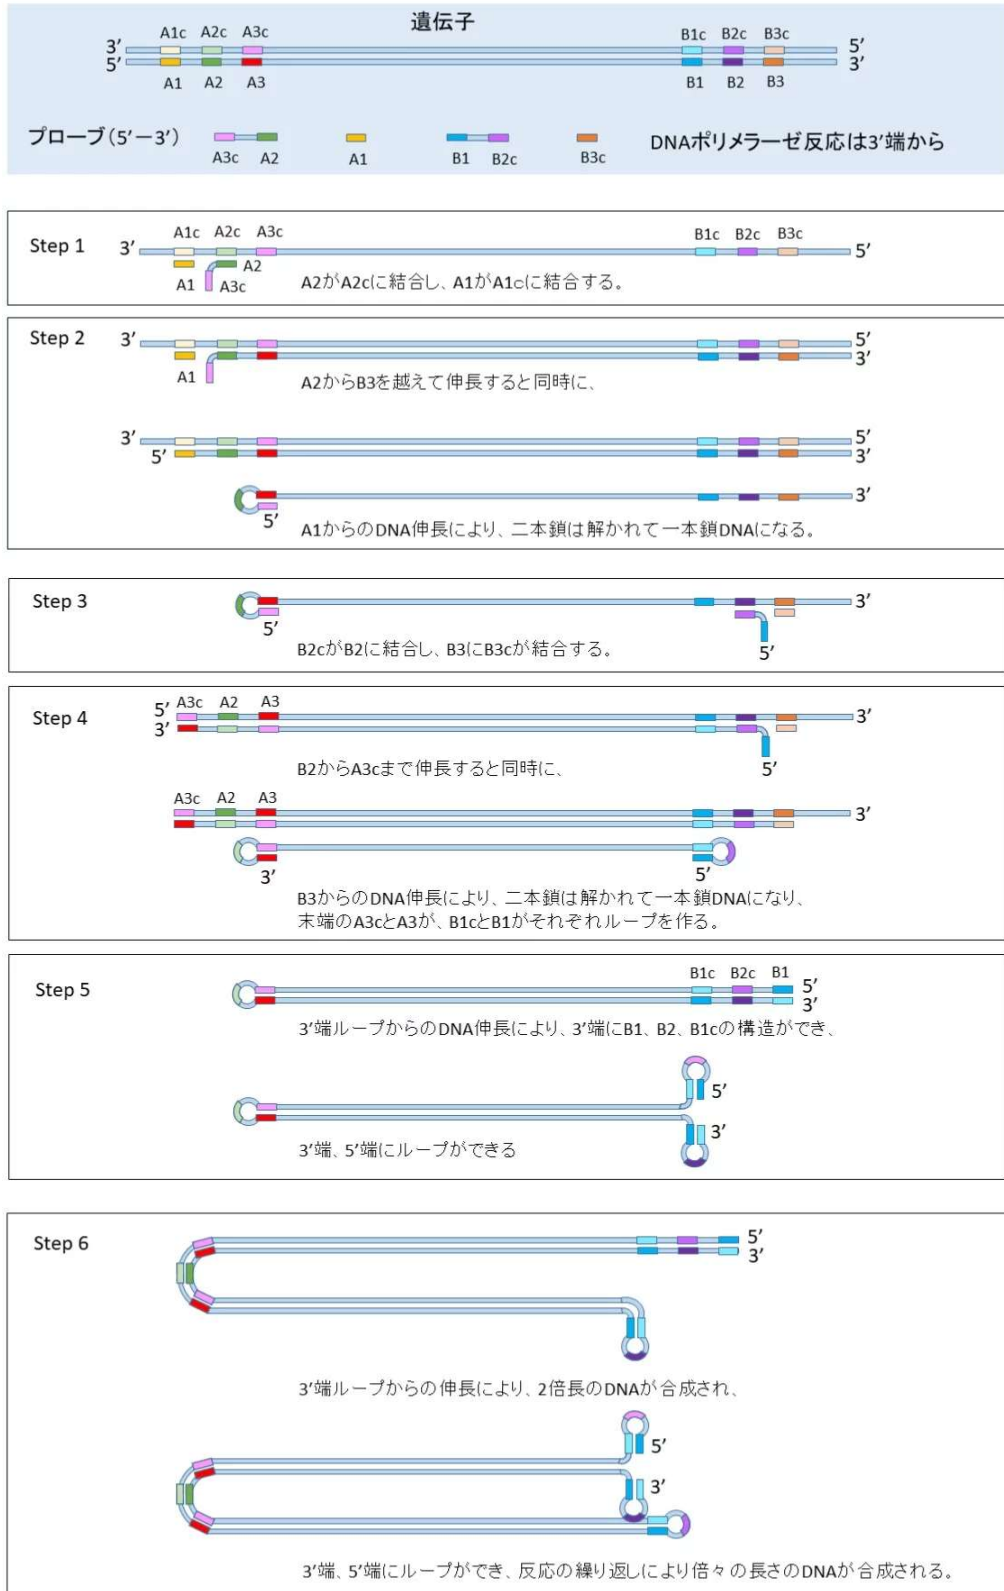 遺伝子
A1c A2c A3c B1c B2c B3c
3′ 5′
5′ 3′
A1 A2 A3 B1 B2 B3
プローブ(5′－3′) DNAポリメラーゼ反応は3′端から
A3c A2 A1 B1 B2c B3c
Step 1
A1c A2c A3c B1c B2c B3c
3′ 5′
A2
A1 A3c
A2がA2cに結合し、A1がA1cに結合する。
Step 2
3′ 5′
3′
A1
A2からB3を越えて伸長すると同時に、
3′ 5′
5′ 3′
3′
5′
A1からのDNA伸長により、二本鎖は解かれて一本鎖DNAになる。
Step 3
3′
5′
B2cがB2に結合し、B3にB3cが結合する。
5′
Step 4
A3c A2 A3
5′ 3′
3′
5′
B2からA3cまで伸長すると同時に、
A3c A2 A3
3′
3′ 5′
B3からのDNA伸長により、二本鎖は解かれて一本鎖DNAになり、
末端のA3cとA3が、B1cとB1がそれぞれループを作る。
Step 5
B1c B2c B1
5′
3′
3′端ループからのDNA伸長により、3′端にB1、B2、B1cの構造ができ、
5′
3′
3′端、5′端にループができる
Step 6
5′
3′
3′端ループからの伸長により、2倍長のDNAが合成され、
5′
3′
3′端、5′端にループができ、反応の繰り返しにより倍々の長さのDNAが合成される。